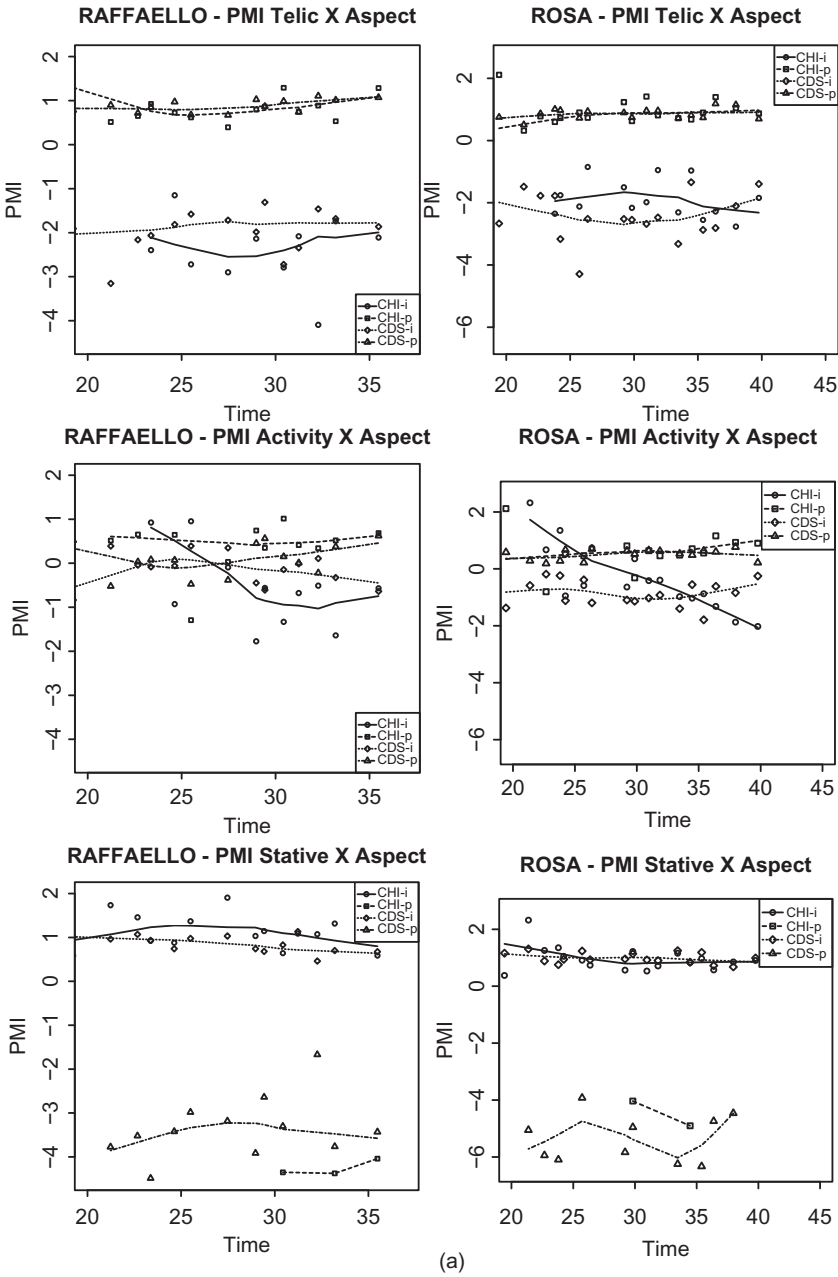 RAFFAELLO - PMI Telic X Aspect
PMI
2
1
0
−1
−2
−3
−4
CHI-i
CHI-p
CDS-i
CDS-p
20 25 30 35
Time
ROSA - PMI Telic X Aspect
PMI
2
0
−2
−4
−6
CHI-i
CHI-p
CDS-i
CDS-p
20 25 30 35 40 45
Time
RAFFAELLO - PMI Activity X Aspect
PMI
2
1
0
−1
−2
−3
−4
CHI-i
CHI-p
CDS-i
CDS-p
20 25 30 35
Time
ROSA - PMI Activity X Aspect
PMI
2
0
−2
−4
−6
CHI-i
CHI-p
CDS-i
CDS-p
20 25 30 35 40 45
Time
RAFFAELLO - PMI Stative X Aspect
PMI
2
1
0
−1
−2
−3
−4
CHI-i
CHI-p
CDS-i
CDS-p
20 25 30 35
Time
ROSA - PMI Stative X Aspect
PMI
2
0
−2
−4
−6
CHI-i
CHI-p
CDS-i
CDS-p
20 25 30 35 40 45
Time
(a)